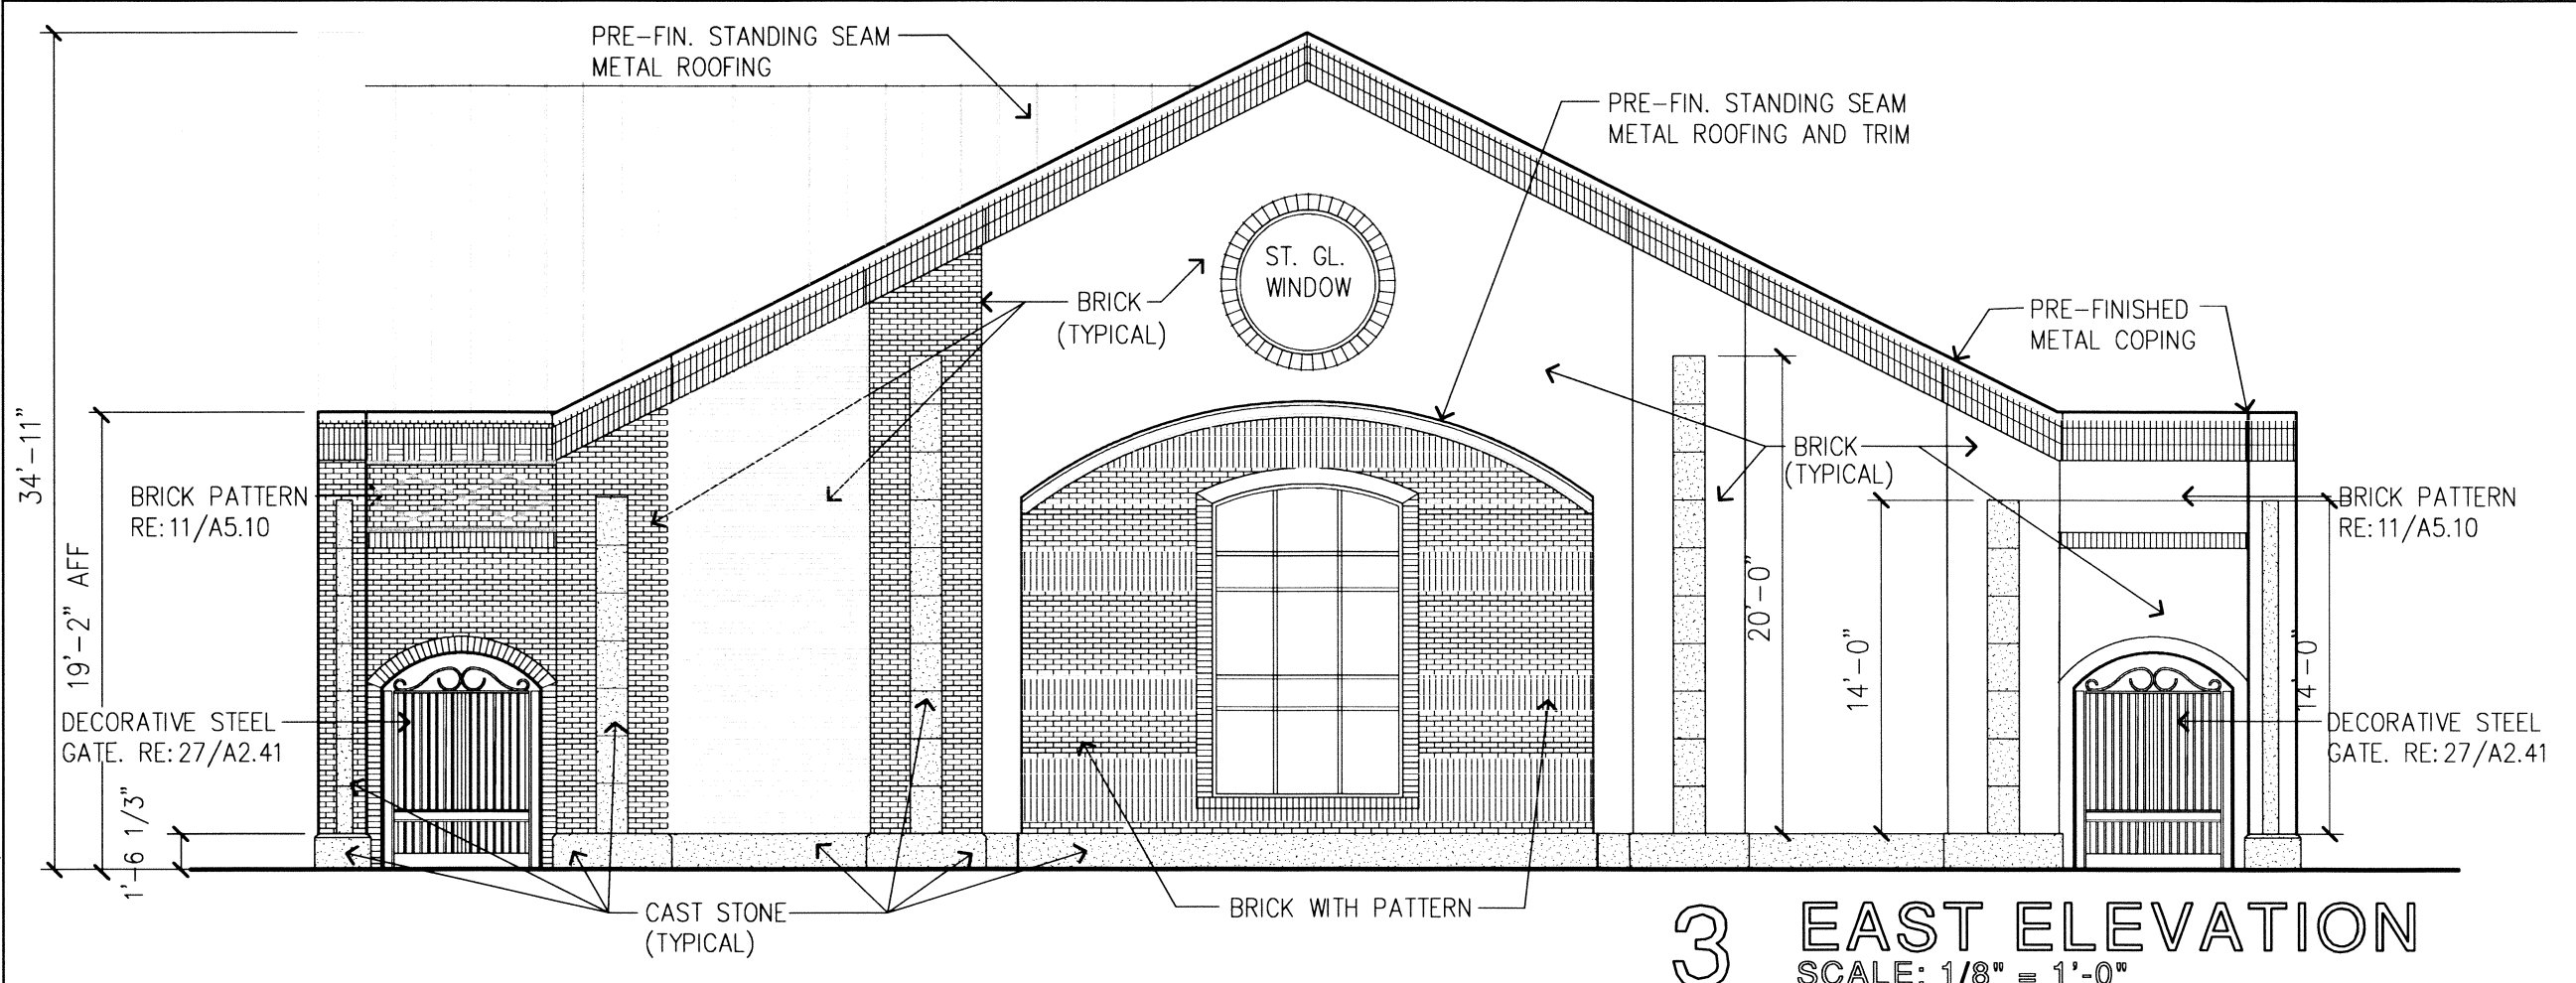 PRE-FIN. STANDING SEAM
METAL ROOFING
PRE-FIN. STANDING SEAM
METAL ROOFING AND TRIM
ST. GL.
WINDOW
BRICK
(TYPICAL)
PRE-FINISHED
METAL COPING
34'-11"
19'-2" AFF
1'-6 1/3"
BRICK PATTERN
RE: 11/A5.10
BRICK
(TYPICAL)
BRICK PATTERN
RE: 11/A5.10
20'-0"
14'-0"
14'-0"
DECORATIVE STEEL
GATE. RE: 27/A2.41
DECORATIVE STEEL
GATE. RE: 27/A2.41
CAST STONE
(TYPICAL)
BRICK WITH PATTERN
3 EAST ELEVATION
SCALE: 1/8" = 1'-0"